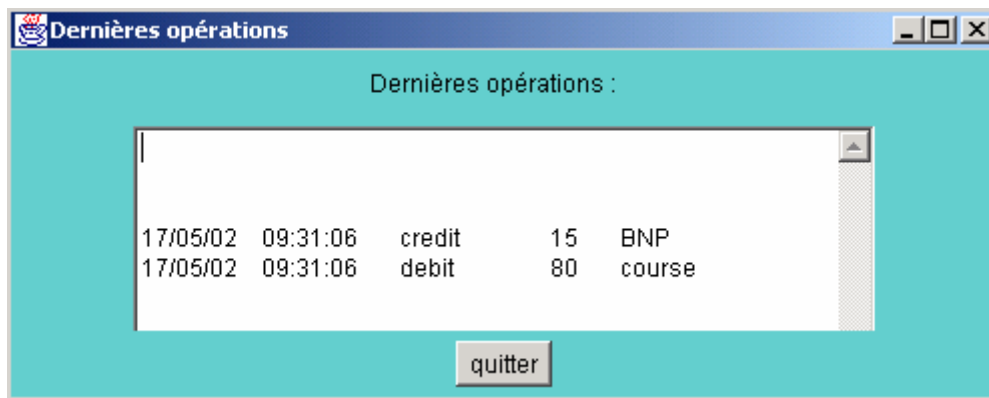 Dernières opérations
Dernières opérations :
17/05/02 09:31:06 credit 15 BNP
17/05/02 09:31:06 debit 80 course
quitter